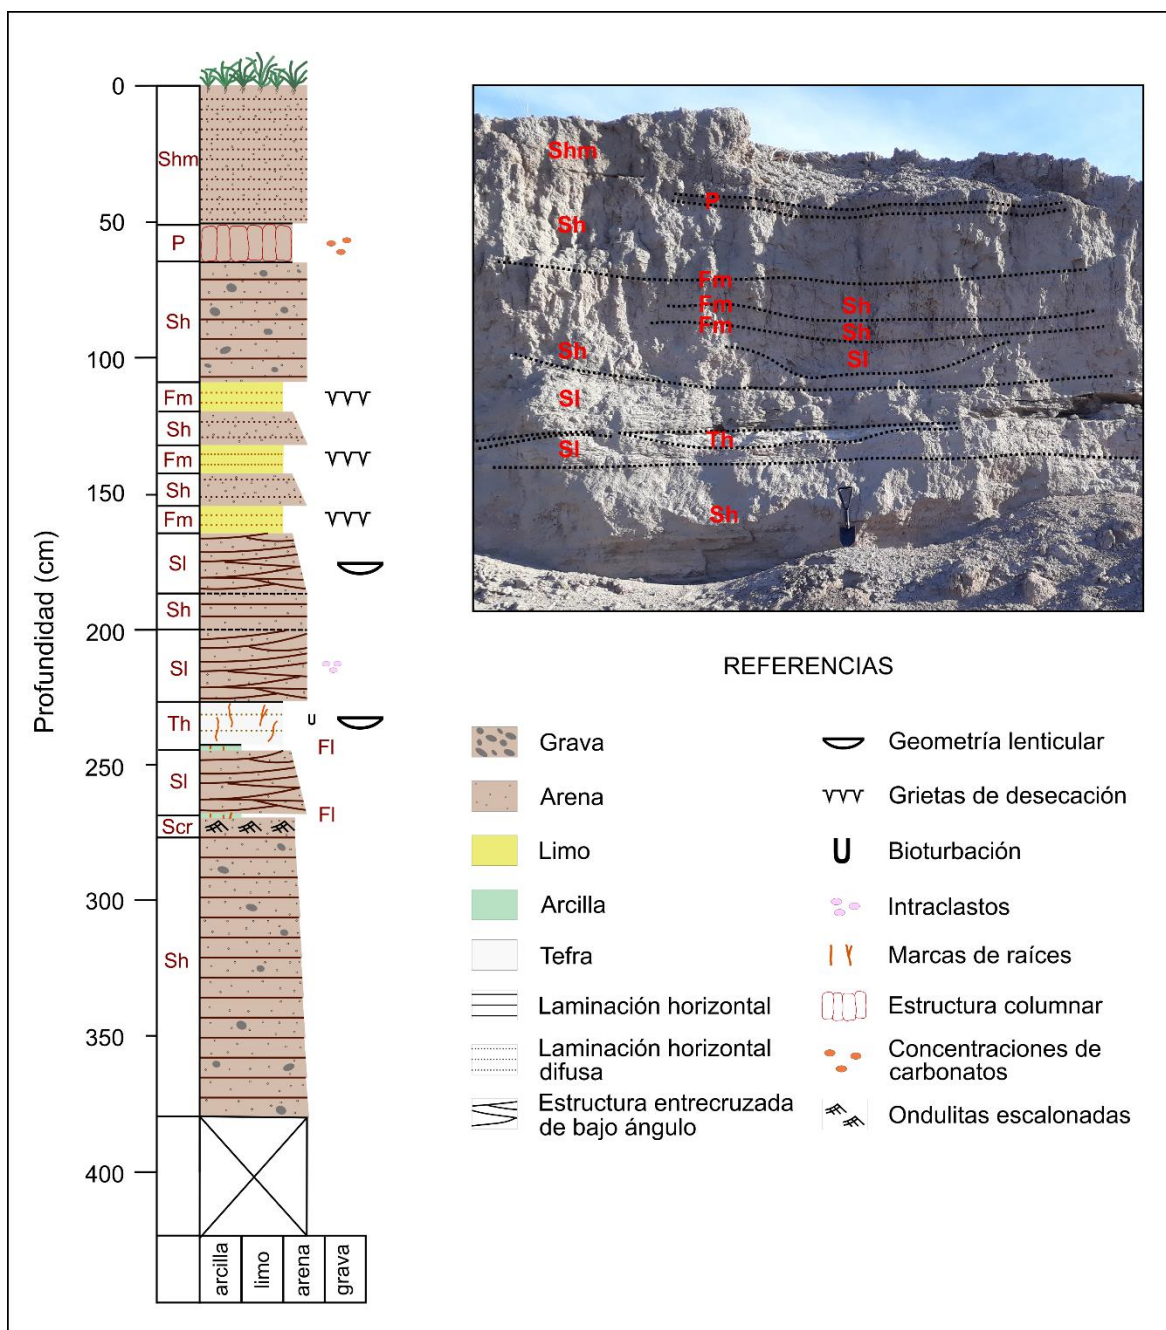 0
50
100
150
200
250
300
350
400
Profundidad (cm)
Shm
P
Sh
Fm
Sh
Fm
Sh
Fm
Sl
Sh
Sl
Th
Fl
Sl
Fl
Scr
Sh
arcilla
limo
arena
grava
Shm
P
Sh
Fm
Fm
Sh
Fm
Sh
Sh
Sl
Sl
Th
Sl
Sh
REFERENCIAS
Grava
Arena
Limo
Arcilla
Tefra
Laminación horizontal
Laminación horizontal
difusa
Estructura entrecruzada
de bajo ángulo
Geometría lenticular
Grietas de desecación
Bioturbación
Intraclastos
Marcas de raíces
Estructura columnar
Concentraciones de
carbonatos
Ondulitas escalonadas